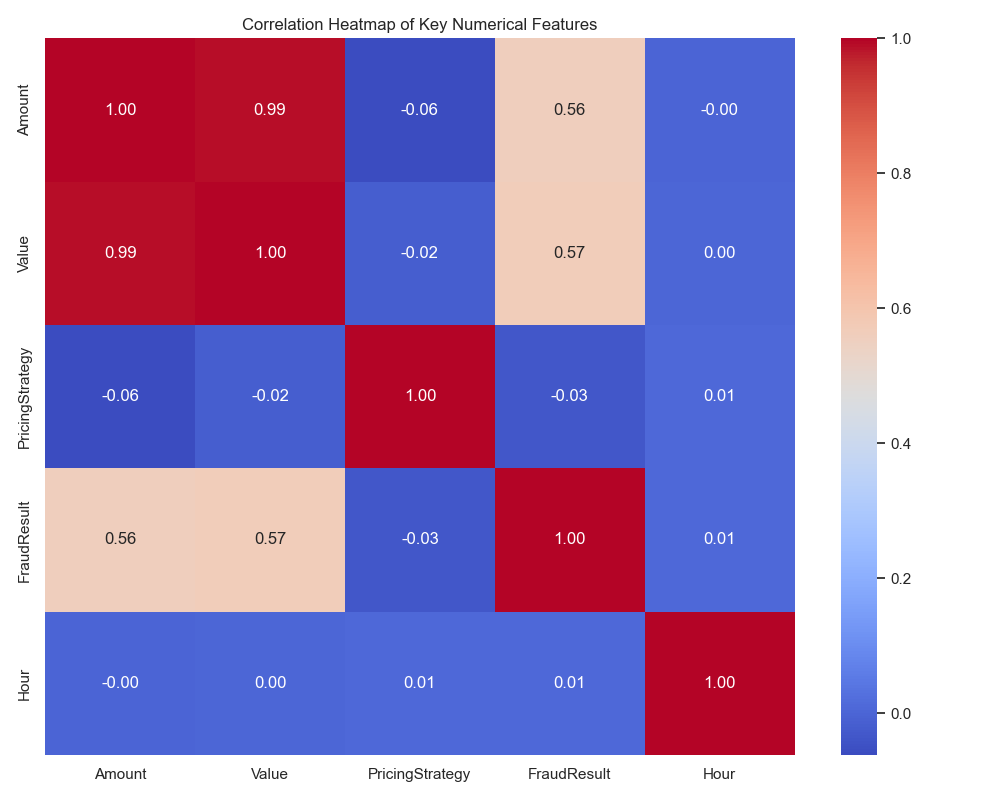 Correlation Heatmap of Key Numerical Features
Amount
1.00
0.99
-0.06
0.56
-0.00
Value
0.99
1.00
-0.02
0.57
0.00
PricingStrategy
-0.06
-0.02
1.00
-0.03
0.01
FraudResult
0.56
0.57
-0.03
1.00
0.01
Hour
-0.00
0.00
0.01
0.01
1.00
Amount
Value
PricingStrategy
FraudResult
Hour
1.0
0.8
0.6
0.4
0.2
0.0